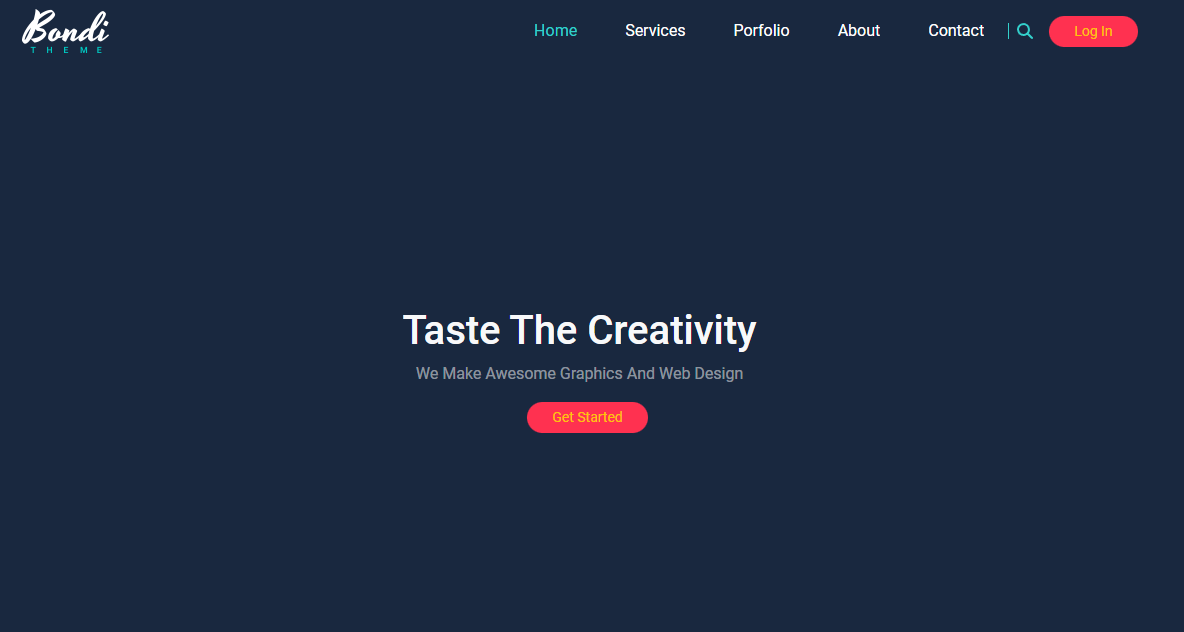 Bondi
THEME
Home Services Porfolio About Contact Log In
Taste The Creativity
We Make Awesome Graphics And Web Design
Get Started